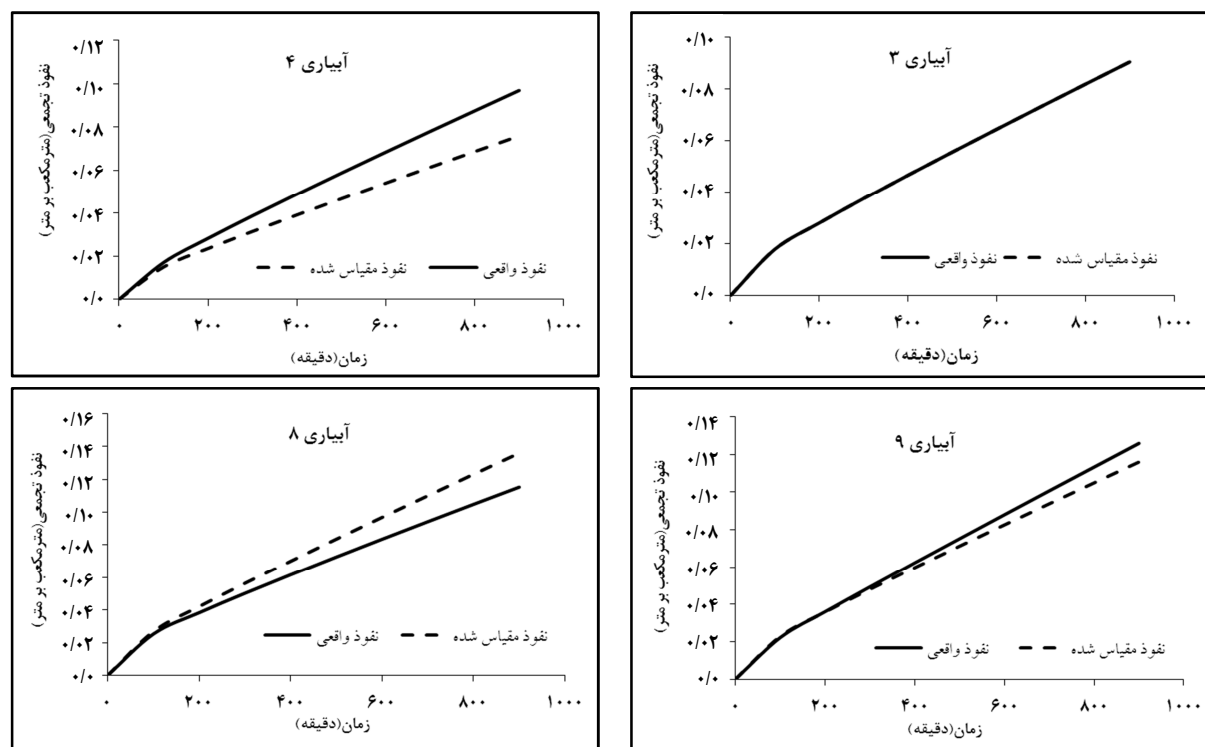 آبیاری ۳
نفوذ تجمعی(مترمکعب بر متر)
۰/۱۰
۰/۰۸
۰/۰۶
۰/۰۴
۰/۰۲
۰/۰
نفوذ واقعی نفوذ مقیاس شده
۰ ۲۰۰ ۴۰۰ ۶۰۰ ۸۰۰ ۱۰۰۰
زمان(دقیقه)
آبیاری ۴
نفوذ تجمعی(مترمکعب بر متر)
۰/۱۲
۰/۱۰
۰/۰۸
۰/۰۶
۰/۰۴
۰/۰۲
۰/۰
نفوذ مقیاس شده نفوذ واقعی
۰ ۲۰۰ ۴۰۰ ۶۰۰ ۸۰۰ ۱۰۰۰
زمان(دقیقه)
آبیاری ۹
نفوذ تجمعی(مترمکعب بر متر)
۰/۱۴
۰/۱۲
۰/۱۰
۰/۰۸
۰/۰۶
۰/۰۴
۰/۰۲
۰/۰
نفوذ واقعی نفوذ مقیاس شده
۰ ۲۰۰ ۴۰۰ ۶۰۰ ۸۰۰ ۱۰۰۰
زمان(دقیقه)
آبیاری ۸
نفوذ تجمعی(مترمکعب بر متر)
۰/۱۶
۰/۱۴
۰/۱۲
۰/۱۰
۰/۰۸
۰/۰۶
۰/۰۴
۰/۰۲
۰/۰
نفوذ واقعی نفوذ مقیاس شده
۰ ۲۰۰ ۴۰۰ ۶۰۰ ۸۰۰ ۱۰۰۰
زمان(دقیقه)